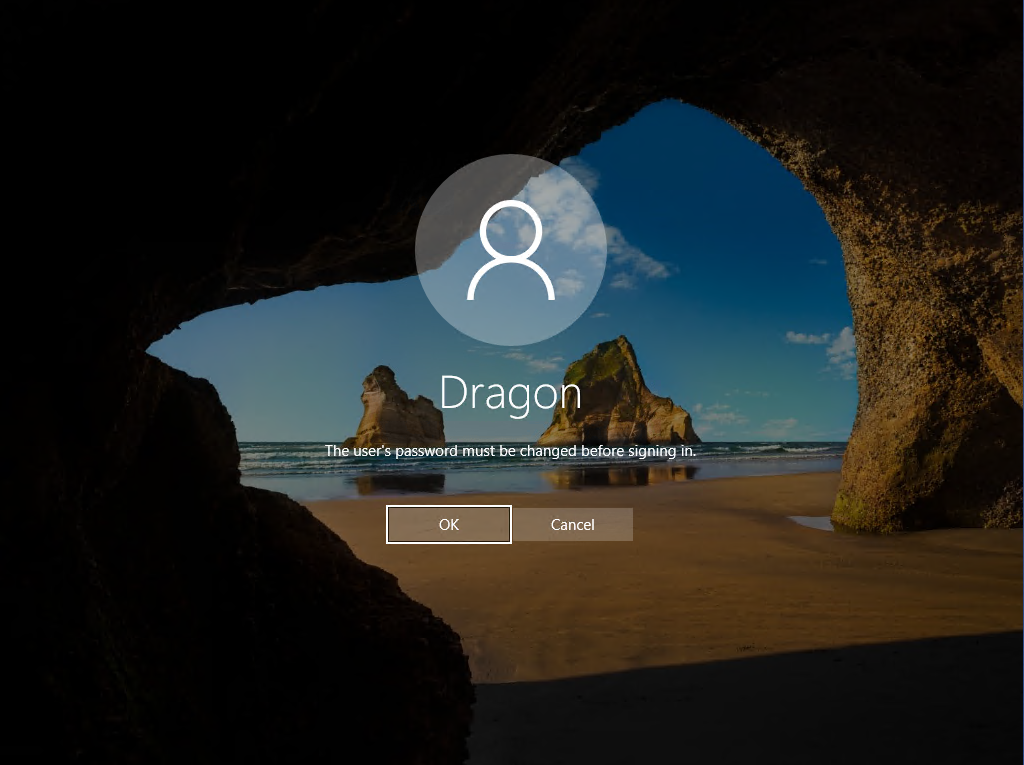 Dragon
The user's password must be changed before signing in.
OK
Cancel